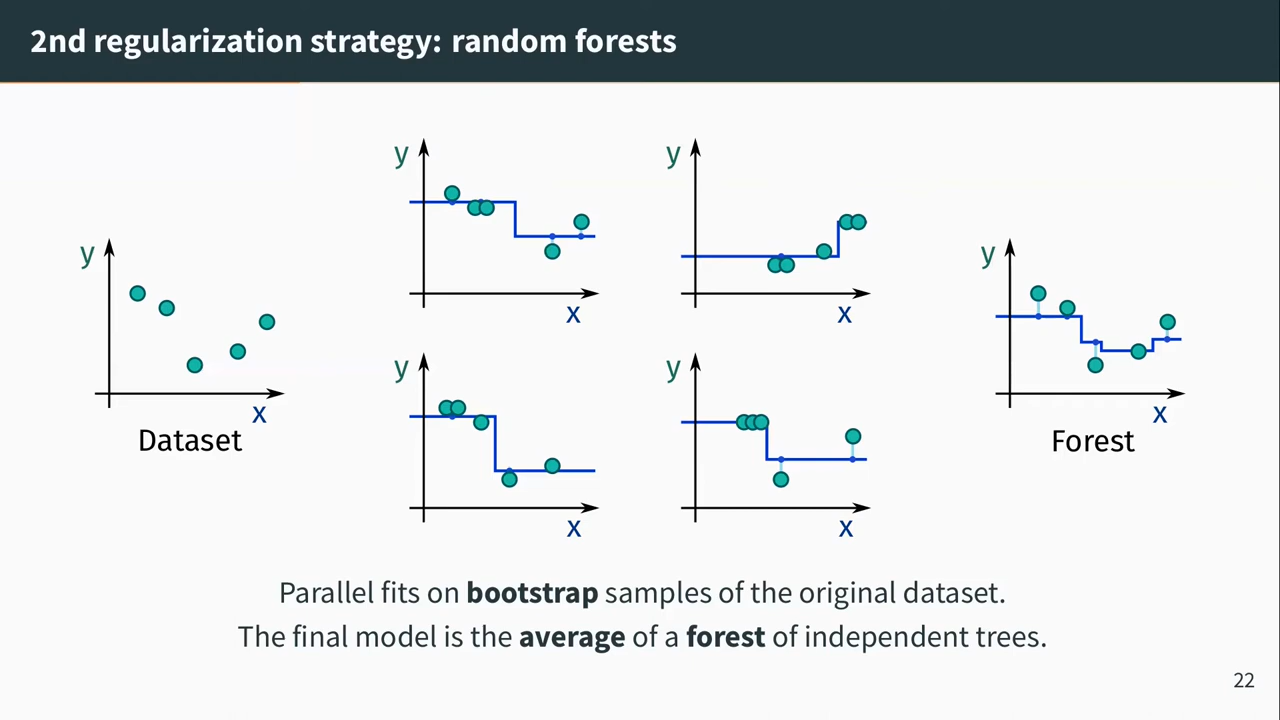 2nd regularization strategy: random forests
y
x
Dataset
y
x
y
x
y
x
y
x
y
x
Forest
Parallel fits on bootstrap samples of the original dataset.
The final model is the average of a forest of independent trees.
22